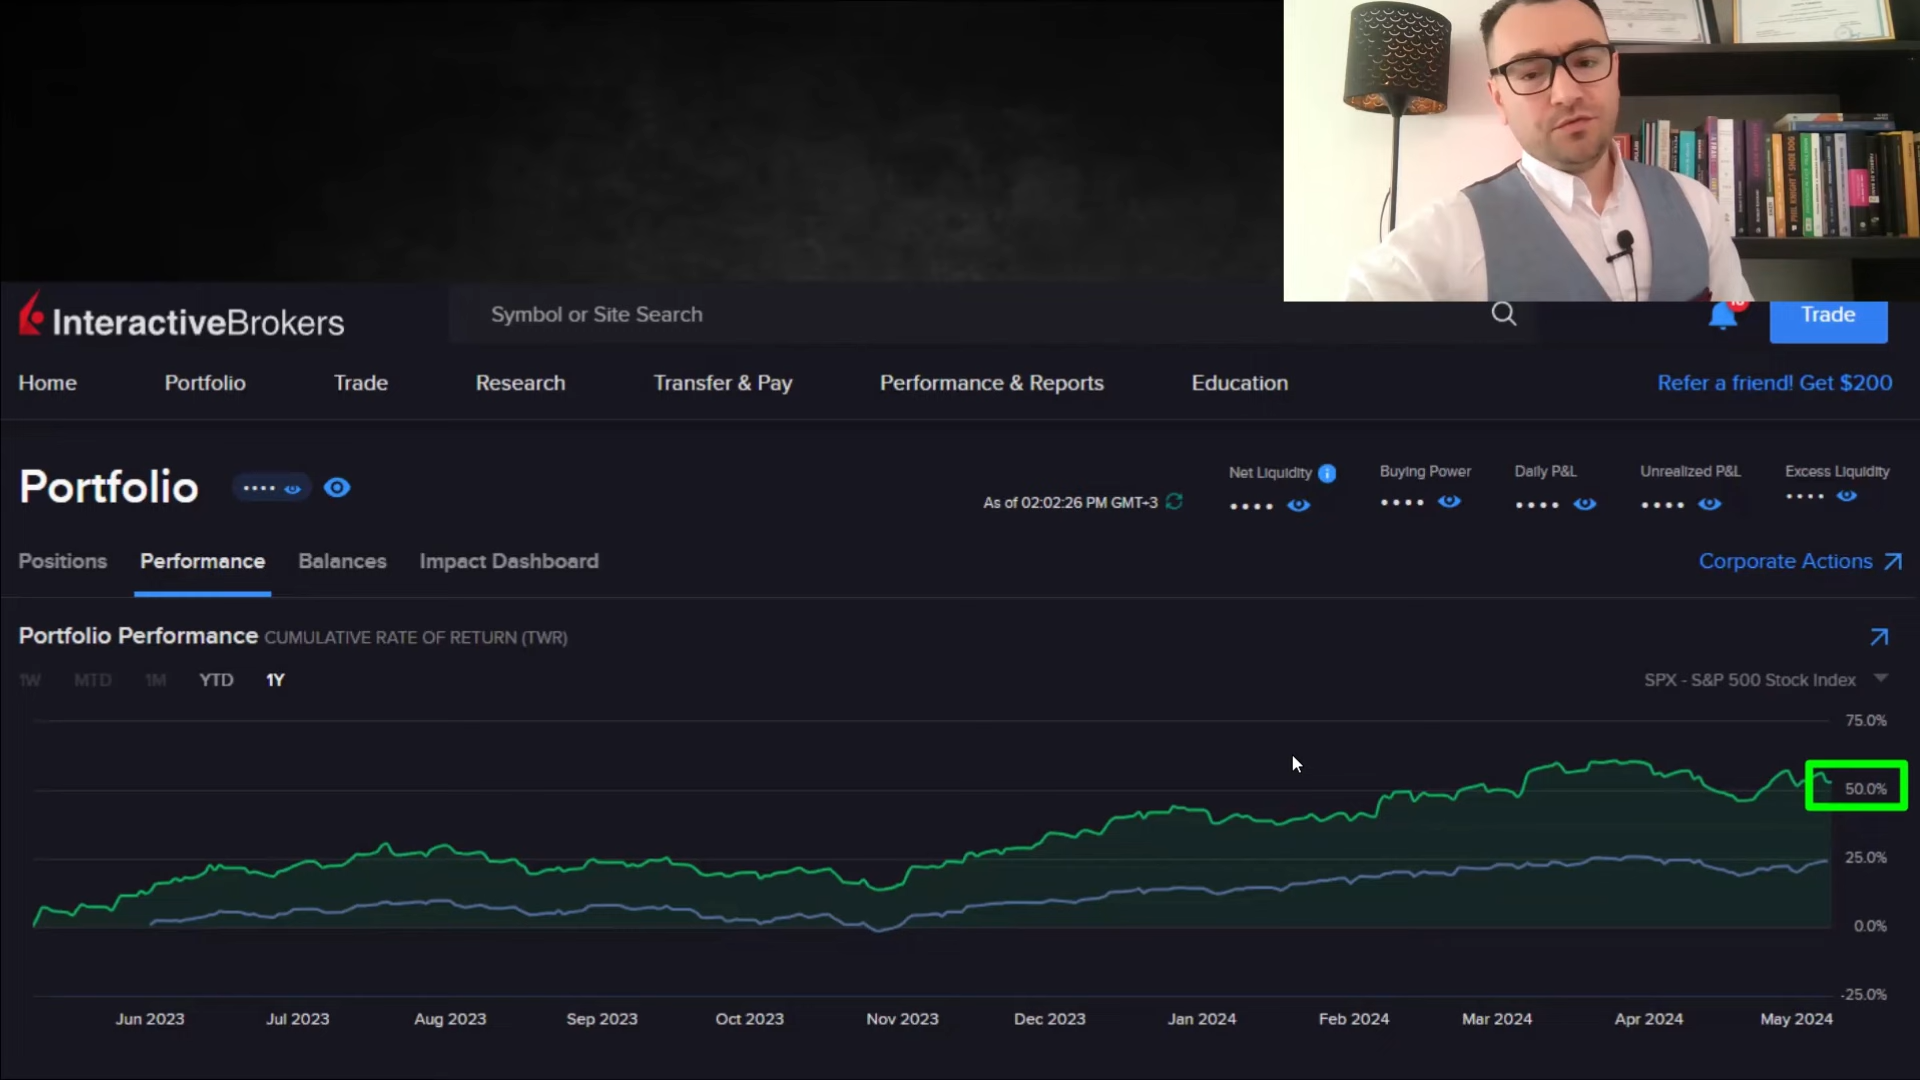 InteractiveBrokers
Symbol or Site Search
Trade
Home
Portfolio
Trade
Research
Transfer & Pay
Performance & Reports
Education
Refer a friend! Get $200
Portfolio
As of 02:02:26 PM GMT+3
Net Liquidity
Buying Power
Daily P&L
Unrealized P&L
Excess Liquidity
Positions
Performance
Balances
Impact Dashboard
Corporate Actions
Portfolio Performance CUMULATIVE RATE OF RETURN (TWR)
1W
MTD
1M
YTD
1Y
SPX - S&P 500 Stock Index
75.0%
50.0%
25.0%
0.0%
-25.0%
Jun 2023
Jul 2023
Aug 2023
Sep 2023
Oct 2023
Nov 2023
Dec 2023
Jan 2024
Feb 2024
Mar 2024
Apr 2024
May 2024
PHIL KNIGHT SHOE DOG